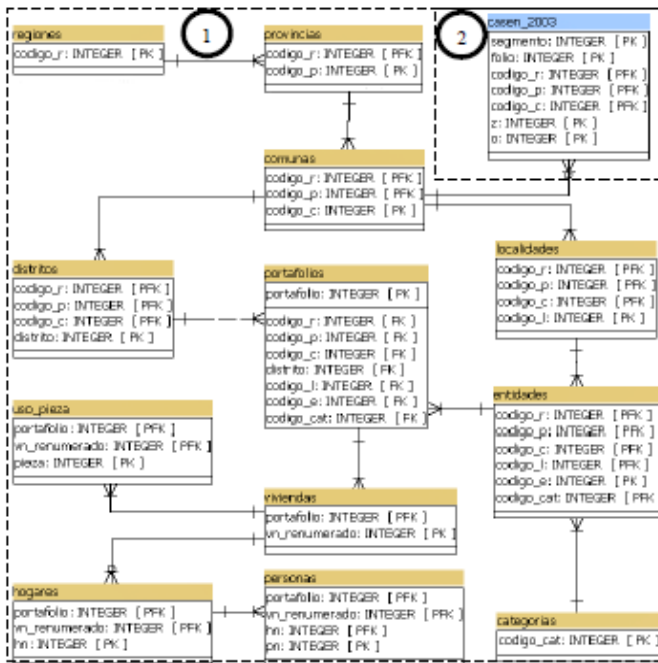 regiones
codigo_r: INTEGER [ PK ]
1
provincias
codigo_r: INTEGER [ PFK ]
codigo_p: INTEGER [ PK ]
2
casen_2003
segmento: INTEGER [ PK ]
folio: INTEGER [ PK ]
codigo_r: INTEGER [ PFK ]
codigo_p: INTEGER [ PFK ]
codigo_c: INTEGER [ PFK ]
z: INTEGER [ PK ]
o: INTEGER [ PK ]
comunas
codigo_r: INTEGER [ PFK ]
codigo_p: INTEGER [ PFK ]
codigo_c: INTEGER [ PK ]
distritos
codigo_r: INTEGER [ PFK ]
codigo_p: INTEGER [ PFK ]
codigo_c: INTEGER [ PFK ]
distrito: INTEGER [ PK ]
portafolios
portafolio: INTEGER [ PK ]
codigo_r: INTEGER [ FK ]
codigo_p: INTEGER [ FK ]
codigo_c: INTEGER [ FK ]
distrito: INTEGER [ FK ]
codigo_l: INTEGER [ FK ]
codigo_e: INTEGER [ FK ]
codigo_cat: INTEGER [ FK ]
localidades
codigo_r: INTEGER [ PFK ]
codigo_p: INTEGER [ PFK ]
codigo_c: INTEGER [ PFK ]
codigo_l: INTEGER [ PK ]
uso_pieza
portafolio: INTEGER [ PFK ]
vn_renumerado: INTEGER [ PFK ]
pieza: INTEGER [ PK ]
entidades
codigo_r: INTEGER [ PFK ]
codigo_p: INTEGER [ PFK ]
codigo_c: INTEGER [ PFK ]
codigo_l: INTEGER [ PFK ]
codigo_e: INTEGER [ PK ]
codigo_cat: INTEGER [ PFK
viviendas
portafolio: INTEGER [ PFK ]
vn_renumerado: INTEGER [ PK ]
hogares
portafolio: INTEGER [ PFK ]
vn_renumerado: INTEGER [ PFK ]
hn: INTEGER [ PK ]
personas
portafolio: INTEGER [ PFK ]
vn_renumerado: INTEGER [ PFK ]
hn: INTEGER [ PFK ]
pn: INTEGER [ PK ]
categorias
codigo_cat: INTEGER [ PK ]